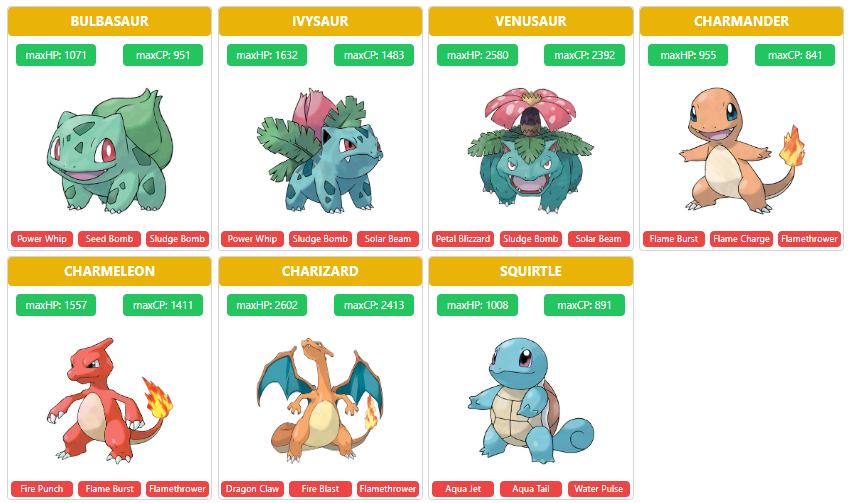 BULBASAUR
maxHP: 1071 maxCP: 951
Power Whip Seed Bomb Sludge Bomb
IVYSAUR
maxHP: 1632 maxCP: 1483
Power Whip Sludge Bomb Solar Beam
VENUSAUR
maxHP: 2580 maxCP: 2392
Petal Blizzard Sludge Bomb Solar Beam
CHARMANDER
maxHP: 955 maxCP: 841
Flame Burst Flame Charge Flamethrower
CHARMELEON
maxHP: 1557 maxCP: 1411
Fire Punch Flame Burst Flamethrower
CHARIZARD
maxHP: 2602 maxCP: 2413
Dragon Claw Fire Blast Flamethrower
SQUIRTLE
maxHP: 1008 maxCP: 891
Aqua Jet Aqua Tail Water Pulse